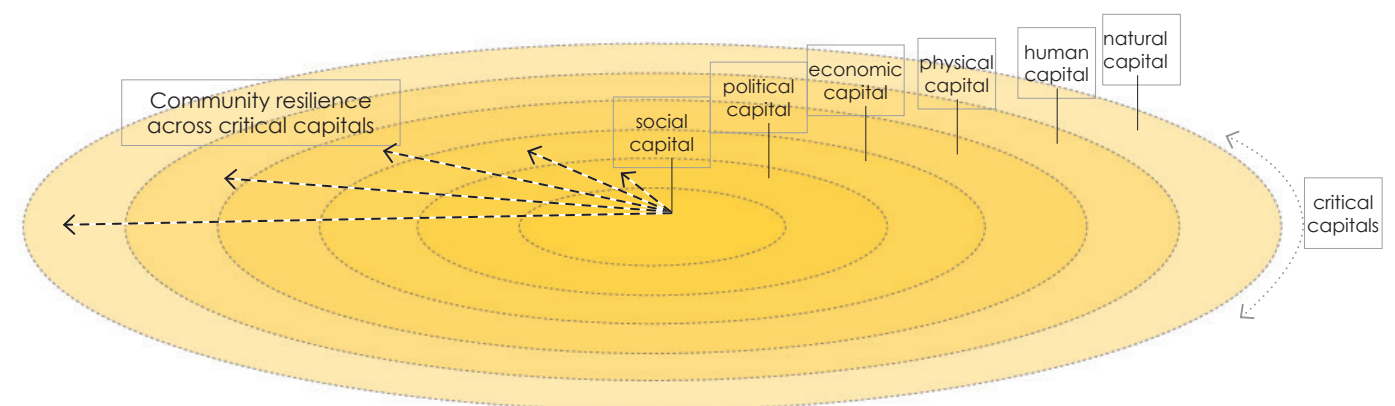 Community resilience
across critical capitals
social
capital
political
capital
economic
capital
physical
capital
human
capital
natural
capital
critical
capitals